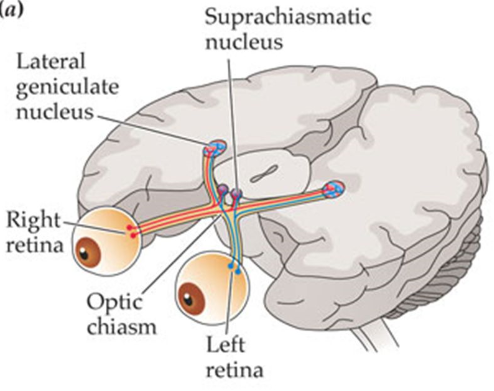 (a)
Suprachiasmatic
nucleus
Lateral
geniculate
nucleus
Right
retina
Optic
chiasm
Left
retina